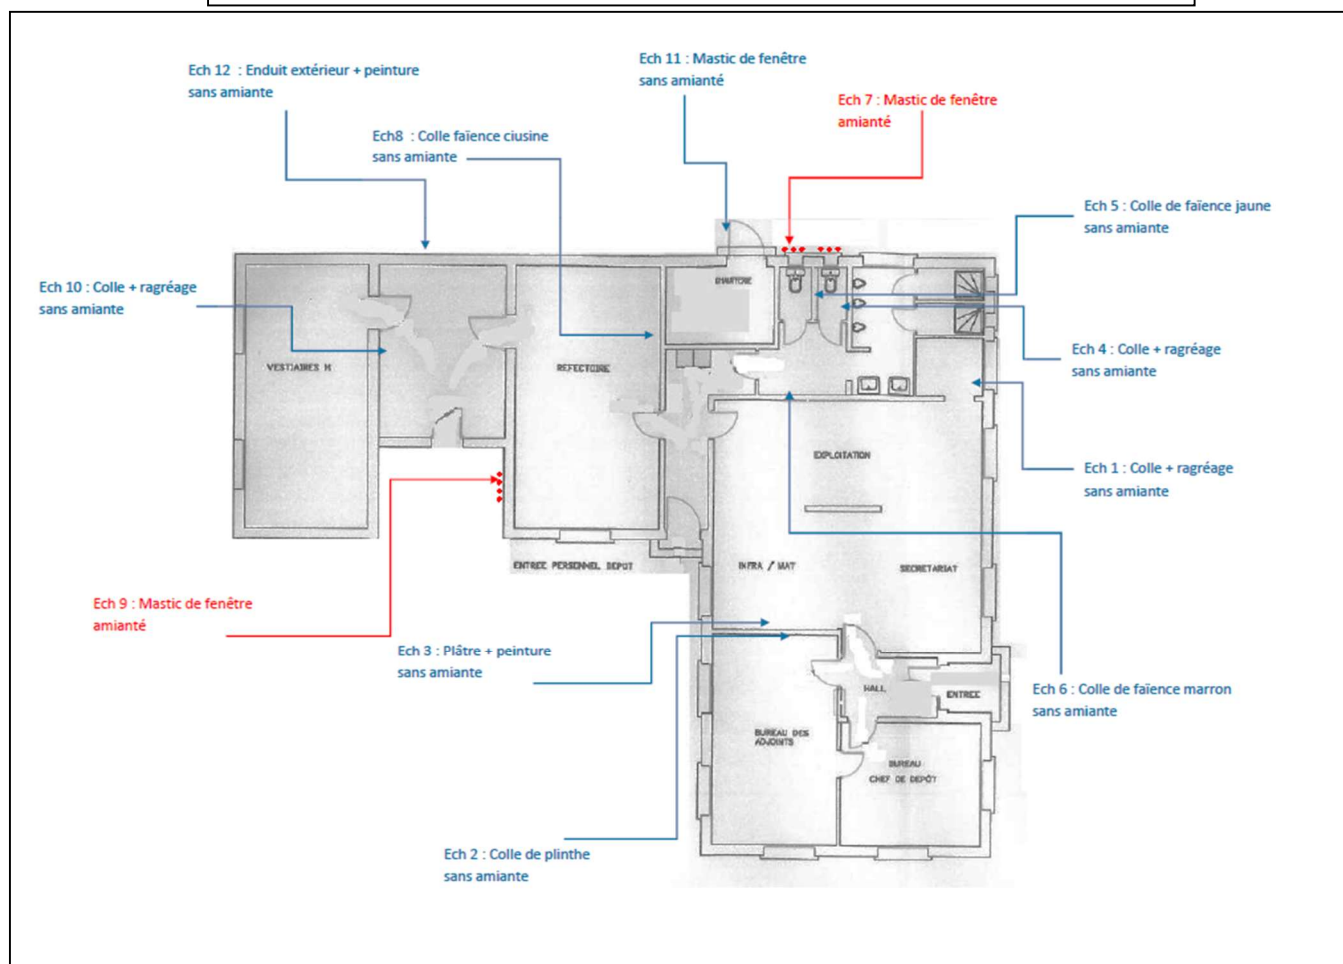 Ech 12  : Enduit extérieur + peinture
sans amiante
Ech 11 : Mastic de fenêtre
sans amianté
Ech 7 : Mastic de fenêtre
amianté
Ech8  : Colle faïence ciusine
sans amiante
Ech 5 : Colle de faïence jaune
sans amiante
Ech 10 : Colle + ragréage
sans amiante
Ech 4 : Colle + ragréage
sans amiante
VESTIAIRES H
REFECTOIRE
EXPLOITATION
Ech 1 : Colle + ragréage
sans amiante
ENTREE PERSONNEL DEPOT
INFRA / MAT
SECRETARIAT
Ech 9 : Mastic de fenêtre
amianté
Ech 3 : Plâtre + peinture
sans amiante
HALL
ENTREE
Ech 6 : Colle de faïence marron
sans amiante
BUREAU DES
ADJOINTS
BUREAU
CHEF DE DEPÔT
Ech 2 : Colle de plinthe
sans amiante